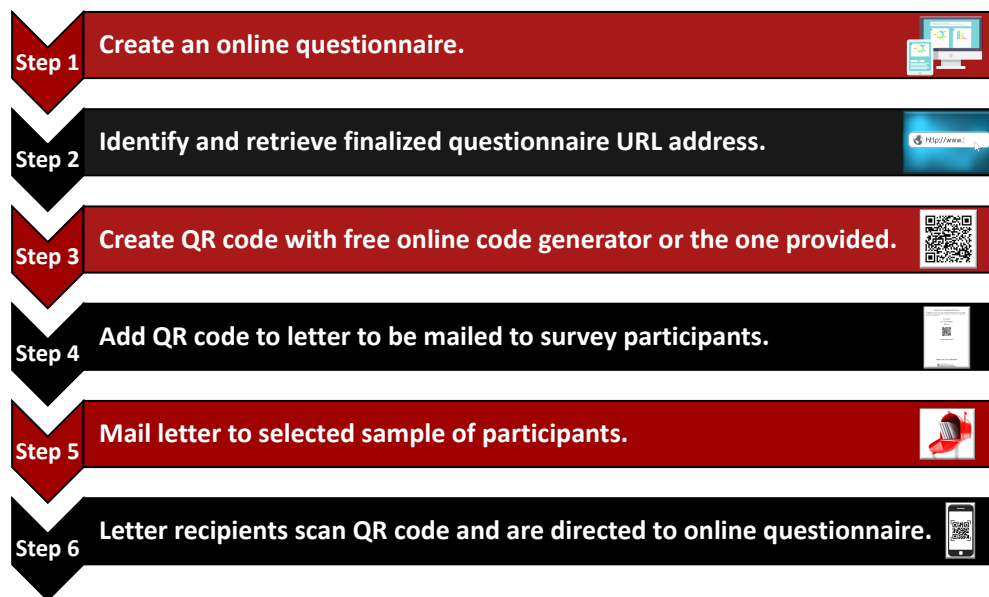 Step 1
Create an online questionnaire.
Step 2
Identify and retrieve finalized questionnaire URL address.
http://www.
Step 3
Create QR code with free online code generator or the one provided.
Step 4
Add QR code to letter to be mailed to survey participants.
Step 5
Mail letter to selected sample of participants.
Step 6
Letter recipients scan QR code and are directed to online questionnaire.